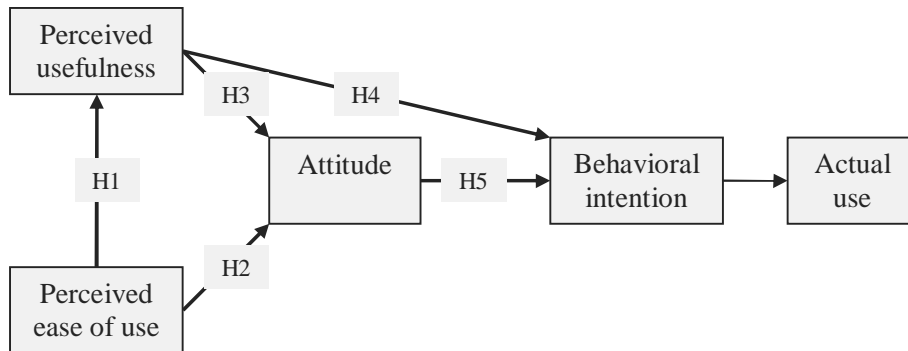 Perceived
usefulness
H3
H4
H1
Attitude
H5
Behavioral
intention
Actual
use
H2
Perceived
ease of use